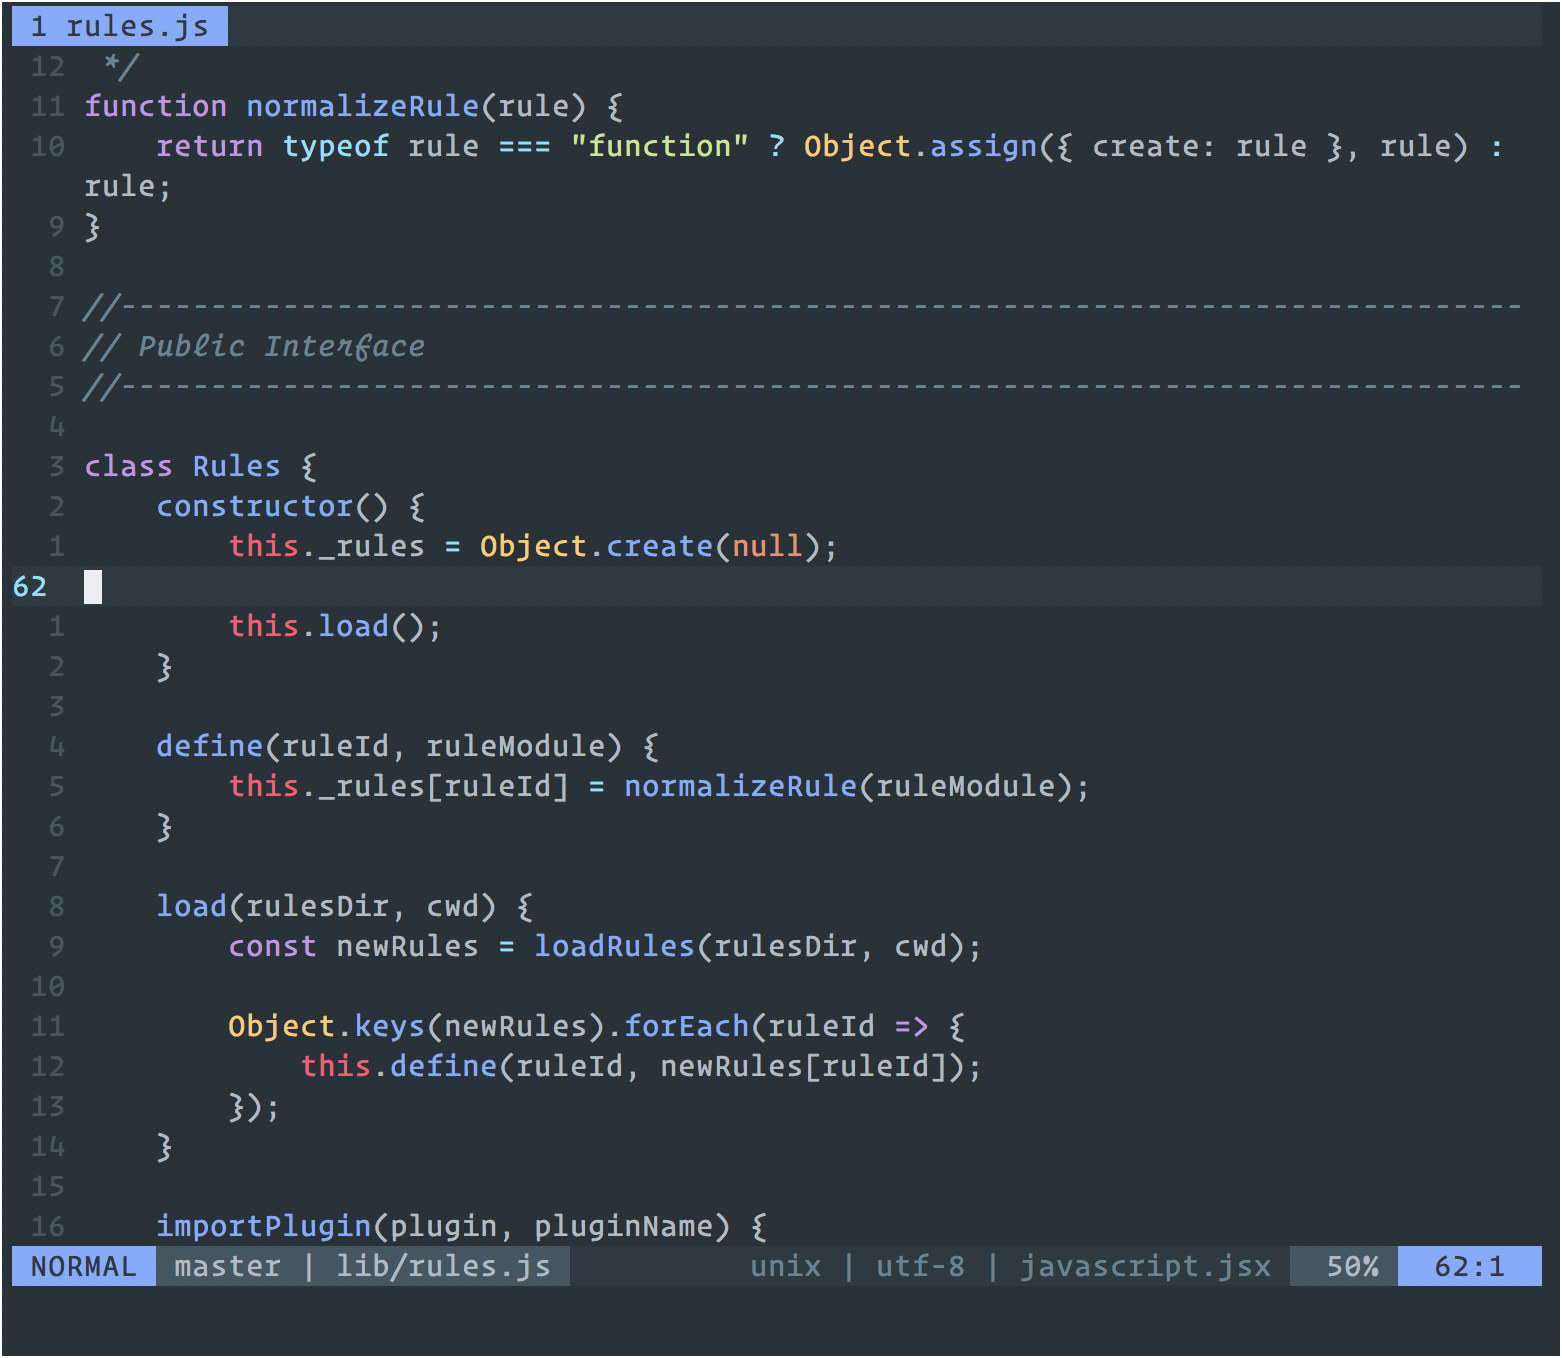 1 rules.js
12  */
11 function normalizeRule(rule) {
10     return typeof rule === "function" ? Object.assign({ create: rule }, rule) :
rule;
9 }
8
7 //------------------------------------------------------------------------------
6 // Public Interface
5 //------------------------------------------------------------------------------
4
3 class Rules {
2     constructor() {
1         this._rules = Object.create(null);
62
1         this.load();
2     }
3
4     define(ruleId, ruleModule) {
5         this._rules[ruleId] = normalizeRule(ruleModule);
6     }
7
8     load(rulesDir, cwd) {
9         const newRules = loadRules(rulesDir, cwd);
10
11         Object.keys(newRules).forEach(ruleId => {
12             this.define(ruleId, newRules[ruleId]);
13         });
14     }
15
16     importPlugin(plugin, pluginName) {
NORMAL master | lib/rules.js unix | utf-8 | javascript.jsx 50% 62:1